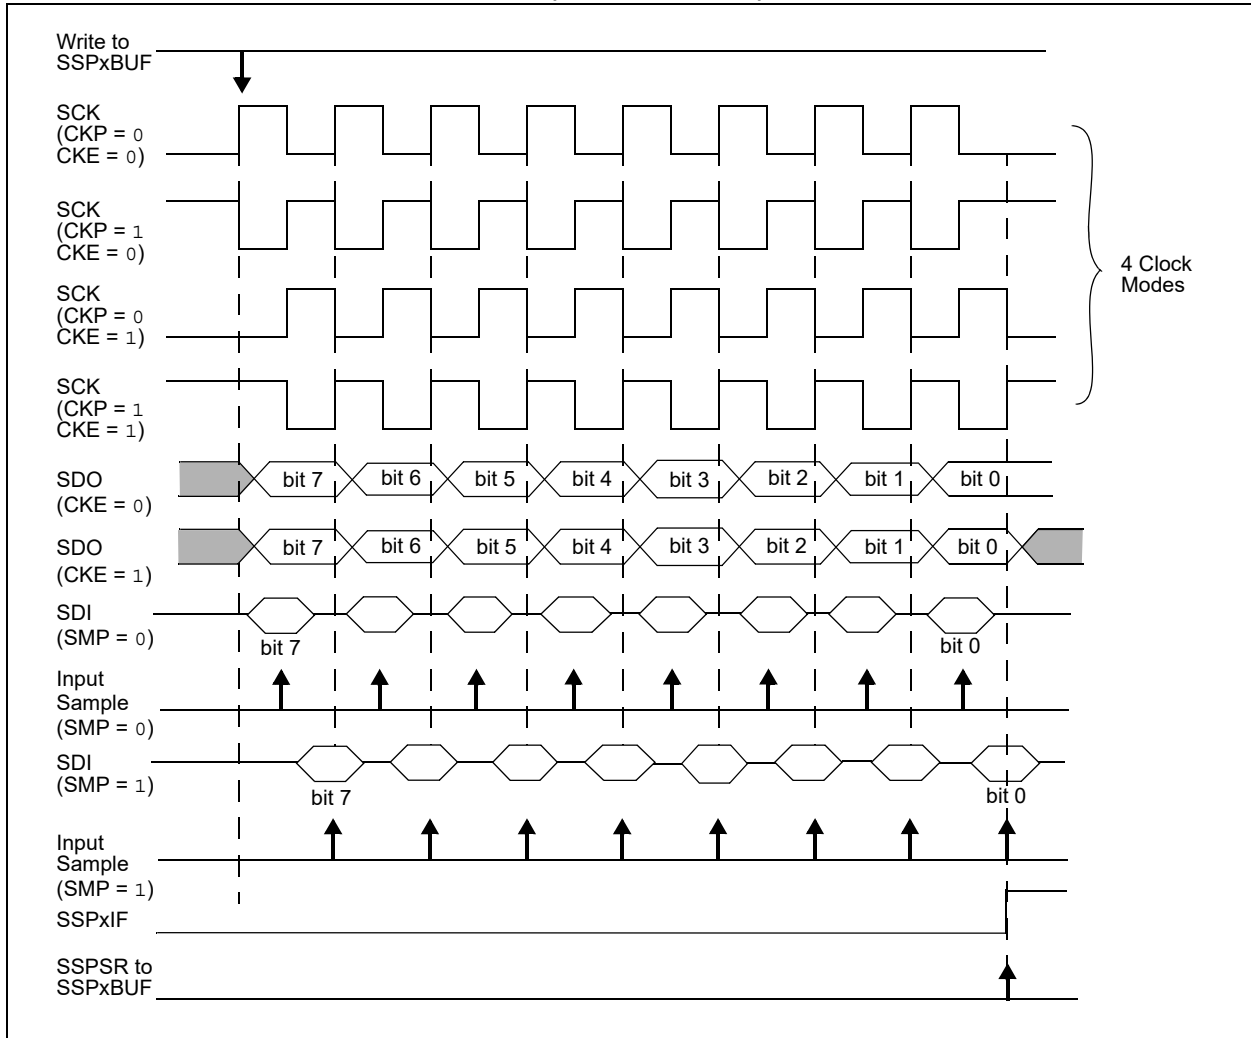 Write to
SSPxBUF
SCK
(CKP = 0
CKE = 0)
SCK
(CKP = 1
CKE = 0)
SCK
(CKP = 0
CKE = 1)
SCK
(CKP = 1
CKE = 1)
4 Clock
Modes
SDO
(CKE = 0)
bit 7 bit 6 bit 5 bit 4 bit 3 bit 2 bit 1 bit 0
SDO
(CKE = 1)
bit 7 bit 6 bit 5 bit 4 bit 3 bit 2 bit 1 bit 0
SDI
(SMP = 0)
bit 7 bit 0
Input
Sample
(SMP = 0)
SDI
(SMP = 1)
bit 7 bit 0
Input
Sample
(SMP = 1)
SSPxIF
SSPSR to
SSPxBUF